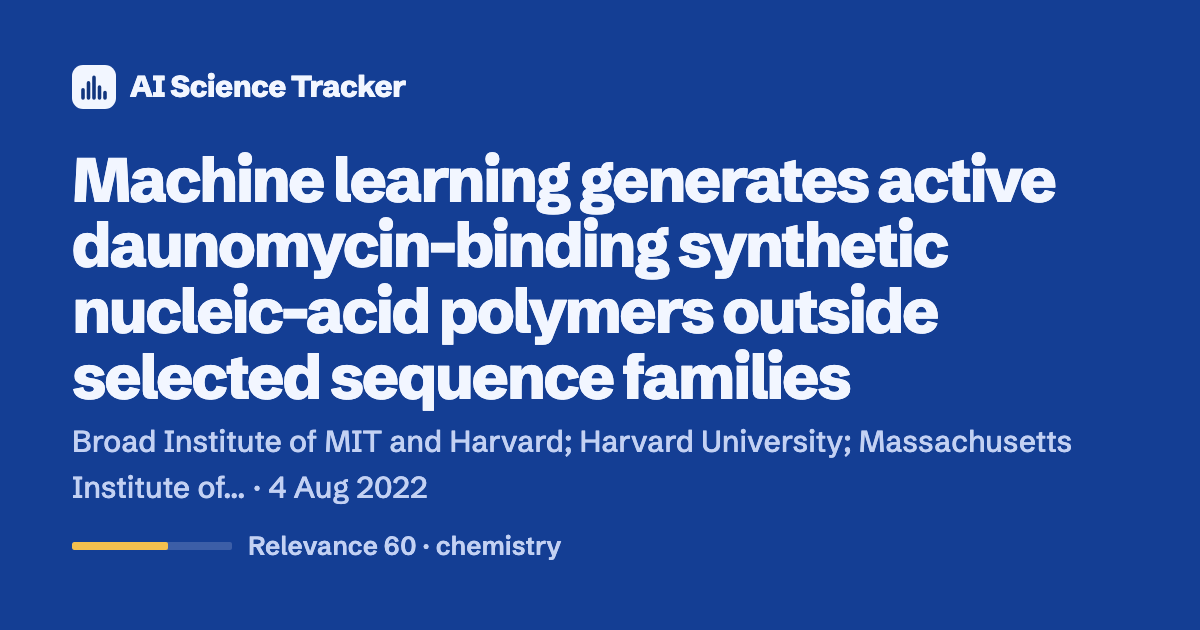 AI Science Tracker
Machine learning generates active
daunomycin-binding synthetic
nucleic-acid polymers outside
selected sequence families
Broad Institute of MIT and Harvard; Harvard University; Massachusetts
Institute of... · 4 Aug 2022
Relevance 60 · chemistry